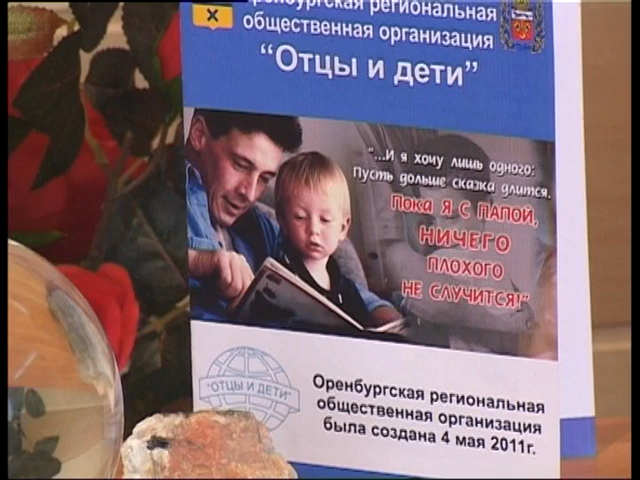 Оренбургская региональная
общественная организация
"Отцы и дети"
"...И я хочу лишь одного:
Пусть дольше сказка длится.
Пока я с папой,
НИЧЕГО
ПЛОХОГО
НЕ СЛУЧИТСЯ!"
"ОТЦЫ И ДЕТИ"
Оренбургская региональная
общественная организация
была создана 4 мая 2011г.